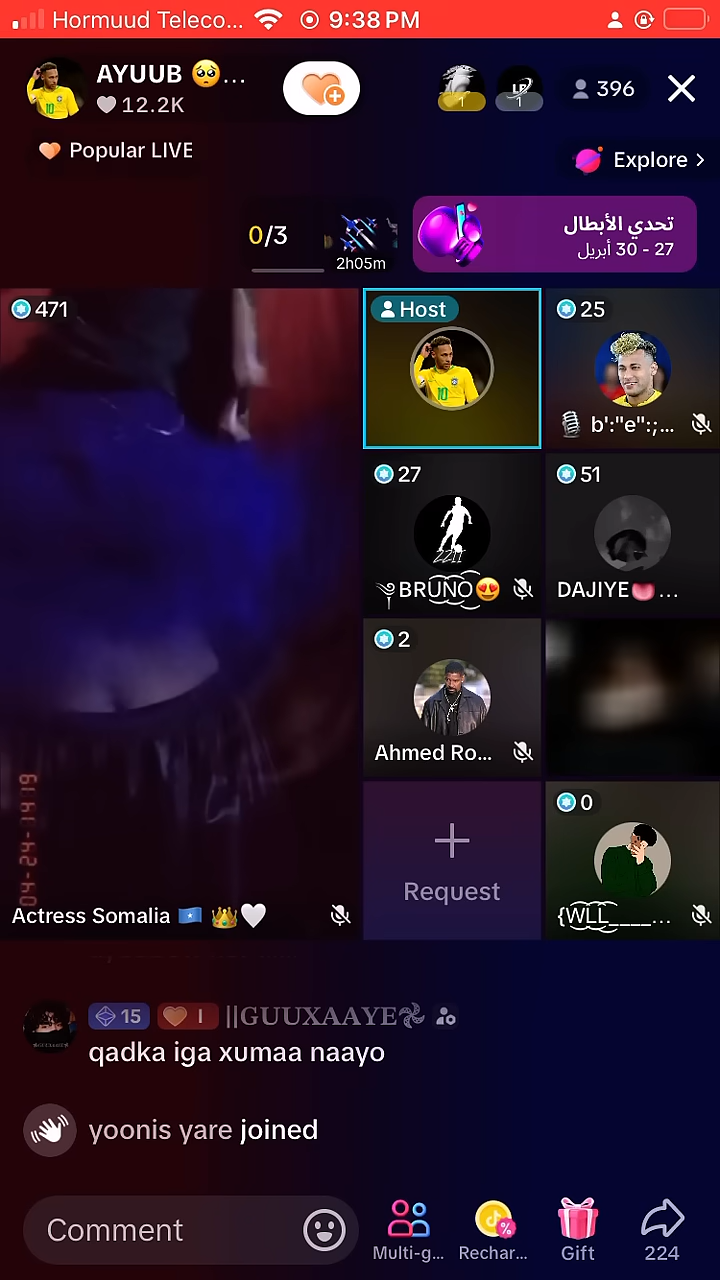 Hormuud Teleco... 9:38 PM
AYUUB 🥺...
12.2K
1
1
396
Popular LIVE
Explore >
0/3
2h05m
تحدي الأبطال
27 - 30 أبريل
471
Host
25
b':"e":;...
27
51
BRUNO😍
DAJIYE👅...
2
Ahmed Ro...
Request
0
{WLL____...
Actress Somalia 🇸🇴 👑🤍
15 I ||GUUXAAYE
qadka iga xumaa naayo
yoonis yare joined
Comment
Multi-g...
Rechar...
Gift
224